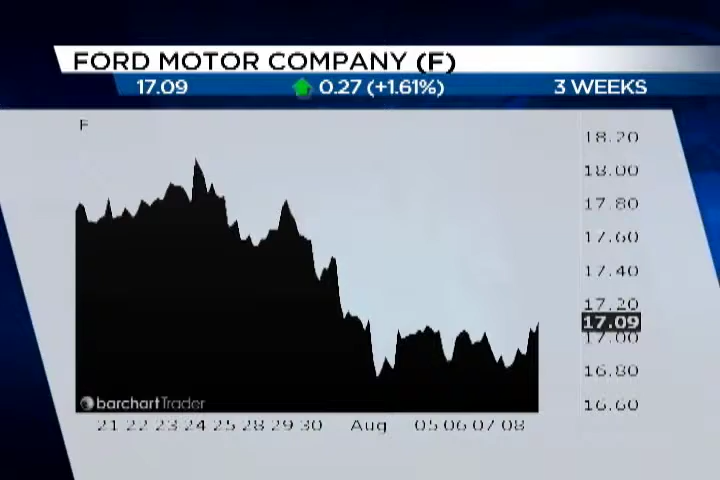 FORD MOTOR COMPANY (F)
17.09 0.27 (+1.61%) 3 WEEKS
F
18.20
18.00
17.80
17.60
17.40
17.20
17.09
17.00
16.80
16.60
barchartTrader
21 22 23 24 25 28 29 30 Aug 05 06 07 08